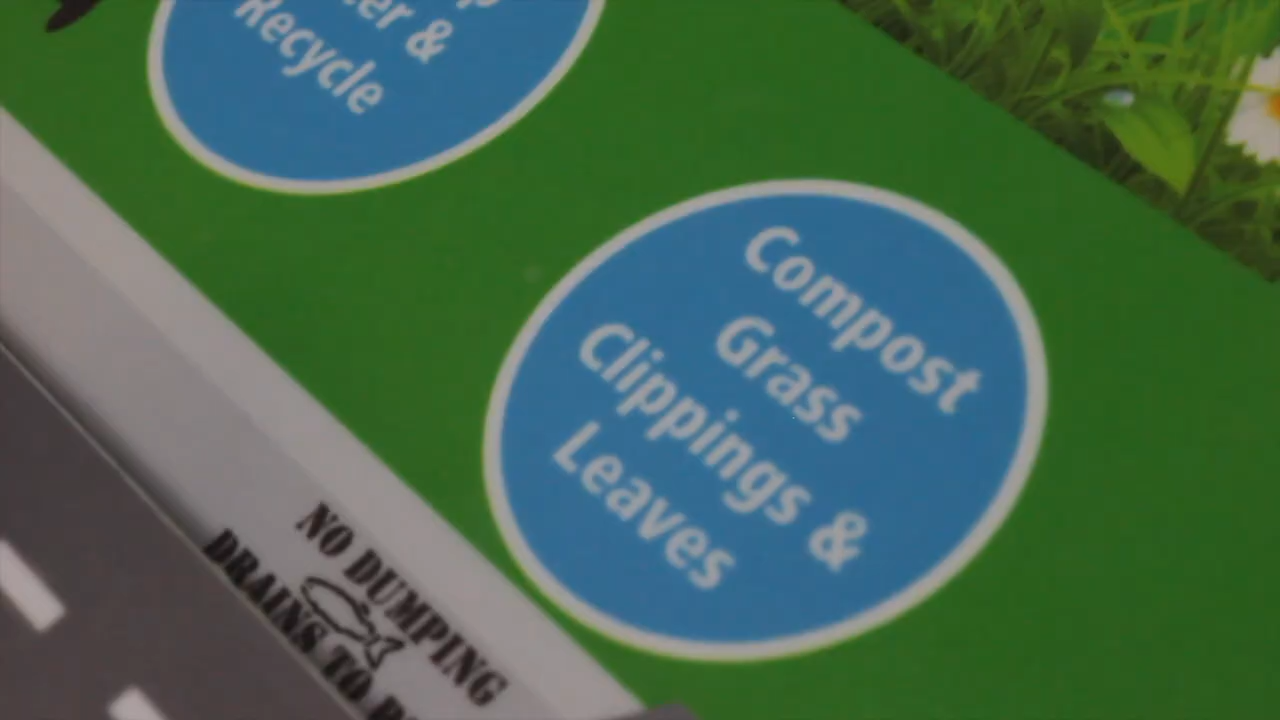 &
Recycle
Compost
Grass
Clippings &
Leaves
NO DUMPING
DRAINS TO